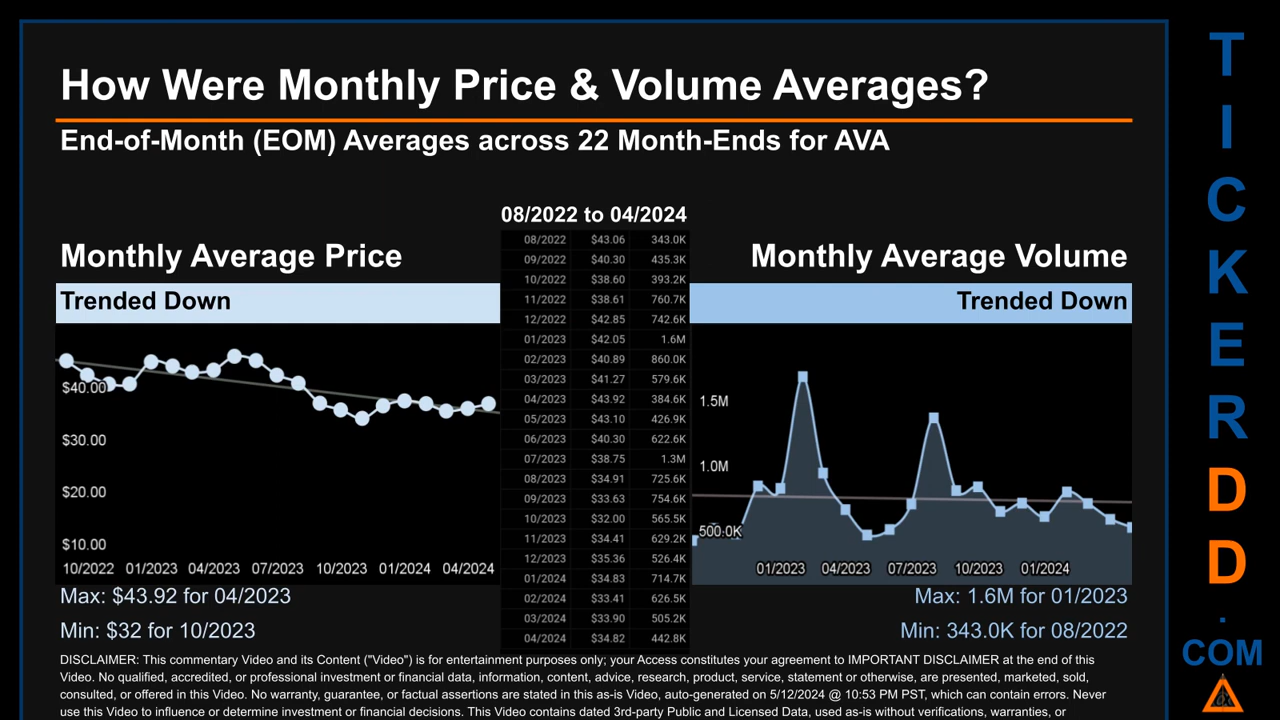 How Were Monthly Price & Volume Averages?
End-of-Month (EOM) Averages across 22 Month-Ends for AVA
08/2022 to 04/2024
Monthly Average Price
Monthly Average Volume
Trended Down
Trended Down
08/2022 $43.06 343.0K
09/2022 $40.30 435.3K
10/2022 $38.60 393.2K
11/2022 $38.61 760.7K
12/2022 $42.85 742.6K
01/2023 $42.05 1.6M
02/2023 $40.89 860.0K
03/2023 $41.27 579.6K
04/2023 $43.92 384.6K
05/2023 $43.10 426.9K
06/2023 $40.30 622.6K
07/2023 $38.75 1.3M
08/2023 $34.91 725.6K
09/2023 $33.63 754.6K
10/2023 $32.00 565.5K
11/2023 $34.41 629.2K
12/2023 $35.36 526.4K
01/2024 $34.83 714.7K
02/2024 $33.41 626.5K
03/2024 $33.90 505.2K
04/2024 $34.82 442.8K
$40.00
$30.00
$20.00
$10.00
10/2022 01/2023 04/2023 07/2023 10/2023 01/2024 04/2024
1.5M
1.0M
500.0K
01/2023 04/2023 07/2023 10/2023 01/2024
Max: $43.92 for 04/2023
Min: $32 for 10/2023
Max: 1.6M for 01/2023
Min: 343.0K for 08/2022
DISCLAIMER: This commentary Video and its Content ("Video") is for entertainment purposes only; your Access constitutes your agreement to IMPORTANT DISCLAIMER at the end of this
Video. No qualified, accredited, or professional investment or financial data, information, content, advice, research, product, service, statement or otherwise, are presented, marketed, sold,
consulted, or offered in this Video. No warranty, guarantee, or factual assertions are stated in this as-is Video, auto-generated on 5/12/2024 @ 10:53 PM PST, which can contain errors. Never
use this Video to influence or determine investment or financial decisions. This Video contains dated 3rd-party Public and Licensed Data, used as-is without verifications, warranties, or
T
I
C
K
E
R
D
D
.
COM